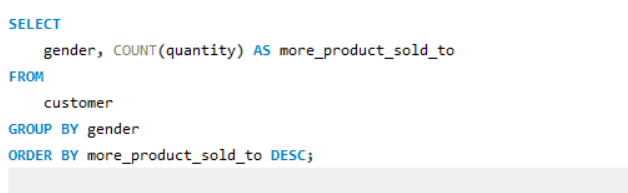 SELECT
gender, COUNT(quantity) AS more_product_sold_to
FROM
customer
GROUP BY gender
ORDER BY more_product_sold_to DESC;